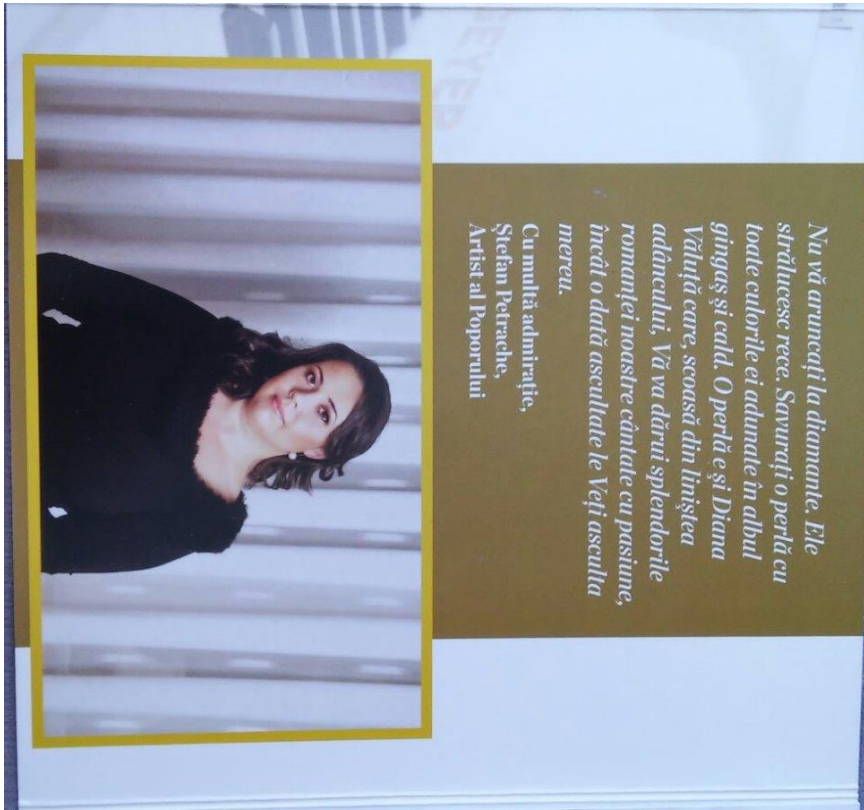 Nu vă aruncați la diamante. Ele
strălucesc rece. Savurați o perlă cu
toate culorile ei adunate în albul
gingaș și cald. O perlă e și Diana
Văluță care, scoasă din liniștea
adâncului, Vă va dărui splendorile
romanței noastre cântate cu pasiune,
încât o dată ascultate le Veți asculta
mereu.
Cu multă admirație,
Ștefan Petrache,
Artist al Poporului